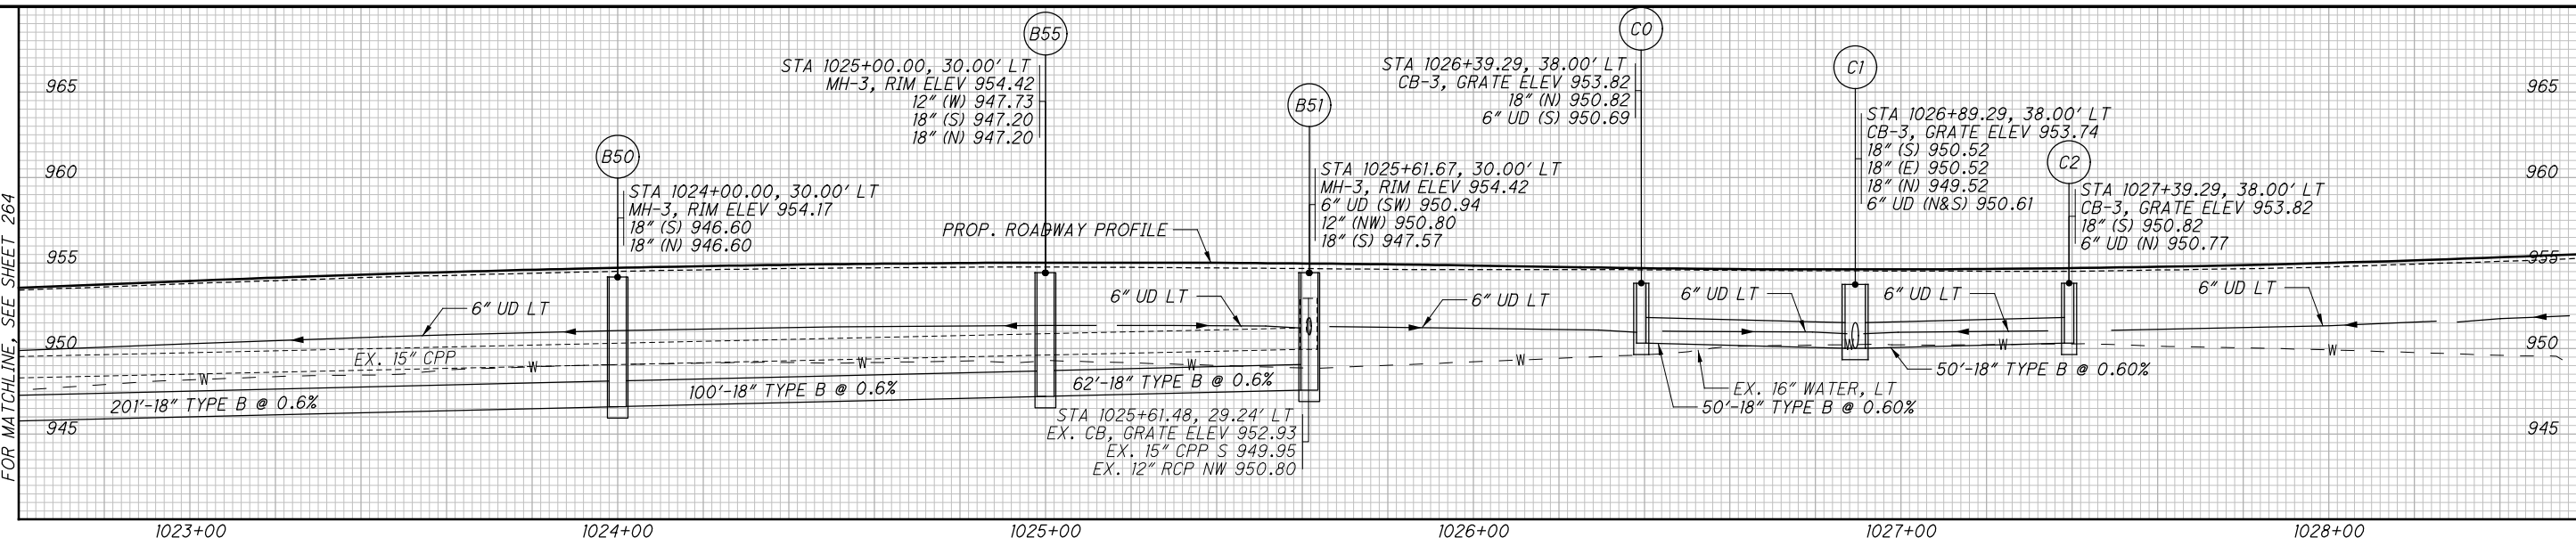 FOR MATCHLINE, SEE SHEET 264
965
960
955
950
945
B50
STA 1024+00.00, 30.00' LT
MH-3, RIM ELEV 954.17
18" (S) 946.60
18" (N) 946.60
B55
STA 1025+00.00, 30.00' LT
MH-3, RIM ELEV 954.42
12" (W) 947.73
18" (S) 947.20
18" (N) 947.20
B51
STA 1025+61.67, 30.00' LT
MH-3, RIM ELEV 954.42
6" UD (SW) 950.94
12" (NW) 950.80
18" (S) 947.57
C0
STA 1026+39.29, 38.00' LT
CB-3, GRATE ELEV 953.82
18" (N) 950.82
6" UD (S) 950.69
C1
STA 1026+89.29, 38.00' LT
CB-3, GRATE ELEV 953.74
18" (S) 950.52
18" (E) 950.52
18" (N) 949.52
6" UD (N&S) 950.61
C2
STA 1027+39.29, 38.00' LT
CB-3, GRATE ELEV 953.82
18" (S) 950.82
6" UD (N) 950.77
965
960
955
950
945
PROP. ROADWAY PROFILE
6" UD LT
6" UD LT
6" UD LT
6" UD LT
6" UD LT
6" UD LT
EX. 15" CPP
W
W
W
W
W
W
W
W
201'-18" TYPE B @ 0.6%
100'-18" TYPE B @ 0.6%
62'-18" TYPE B @ 0.6%
50'-18" TYPE B @ 0.60%
EX. 16" WATER, LT
50'-18" TYPE B @ 0.60%
STA 1025+61.48, 29.24' LT
EX. CB, GRATE ELEV 952.93
EX. 15" CPP S 949.95
EX. 12" RCP NW 950.80
1023+00
1024+00
1025+00
1026+00
1027+00
1028+00